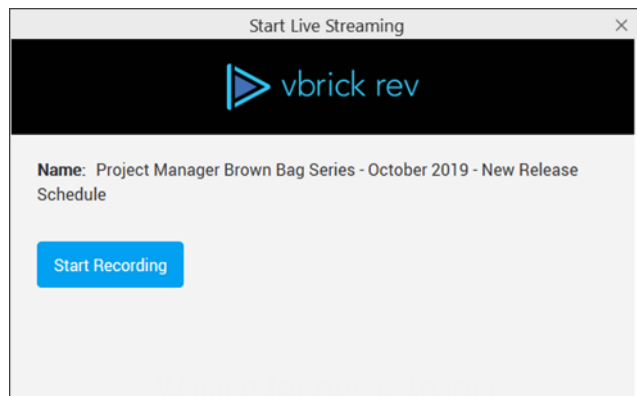 Start Live Streaming
vbrick rev
Name: Project Manager Brown Bag Series - October 2019 - New Release
Schedule
Start Recording